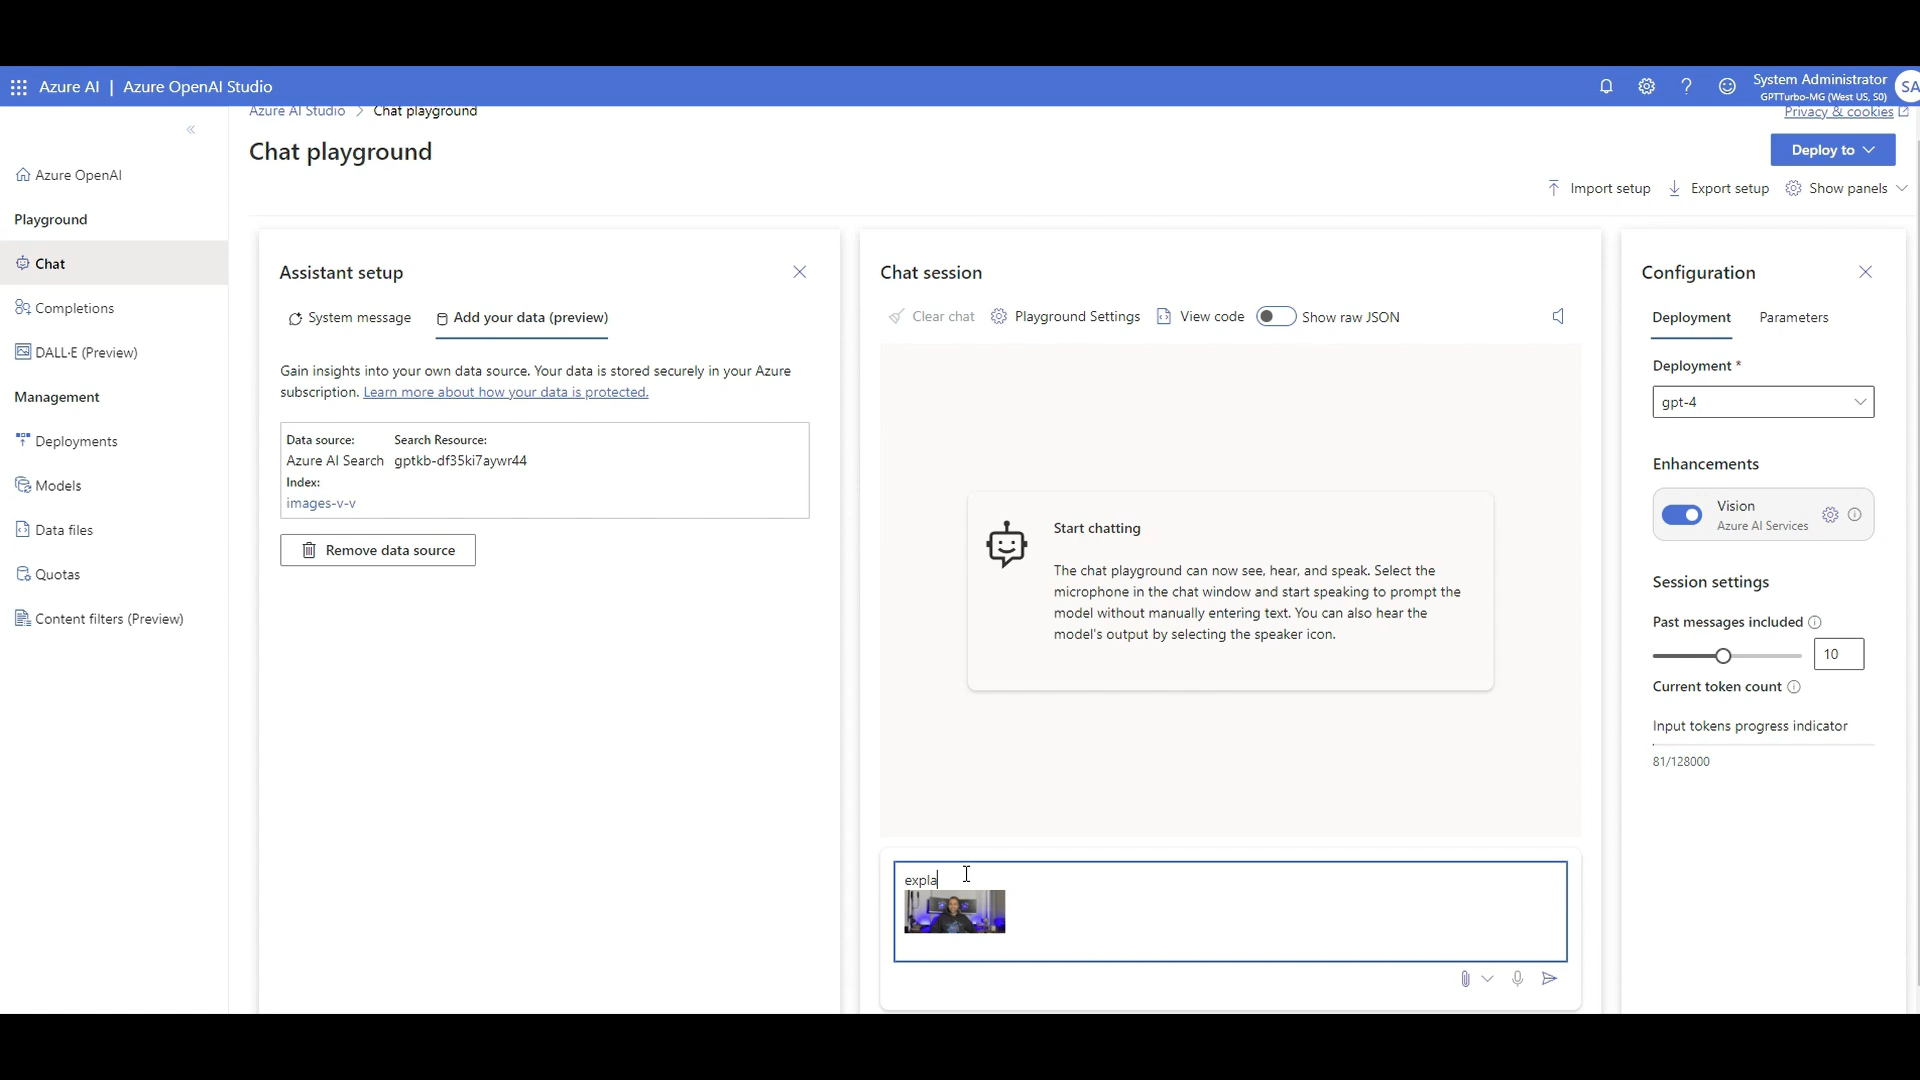 Azure AI | Azure OpenAI Studio
System Administrator
GPTTurbo-MG (West US, S0)
SA
Azure AI Studio > Chat playground
Privacy & cookies
Chat playground
Deploy to
Import setup
Export setup
Show panels
Azure OpenAI
Playground
Chat
Completions
DALL·E (Preview)
Management
Deployments
Models
Data files
Quotas
Content filters (Preview)
Assistant setup
System message
Add your data (preview)
Gain insights into your own data source. Your data is stored securely in your Azure
subscription. Learn more about how your data is protected.
Data source: Search Resource:
Azure AI Search gptkb-df35ki7aywr44
Index:
images-v-v
Remove data source
Chat session
Clear chat
Playground Settings
View code
Show raw JSON
Start chatting
The chat playground can now see, hear, and speak. Select the
microphone in the chat window and start speaking to prompt the
model without manually entering text. You can also hear the
model's output by selecting the speaker icon.
expla
Configuration
Deployment
Parameters
Deployment *
gpt-4
Enhancements
Vision
Azure AI Services
Session settings
Past messages included
10
Current token count
Input tokens progress indicator
81/128000